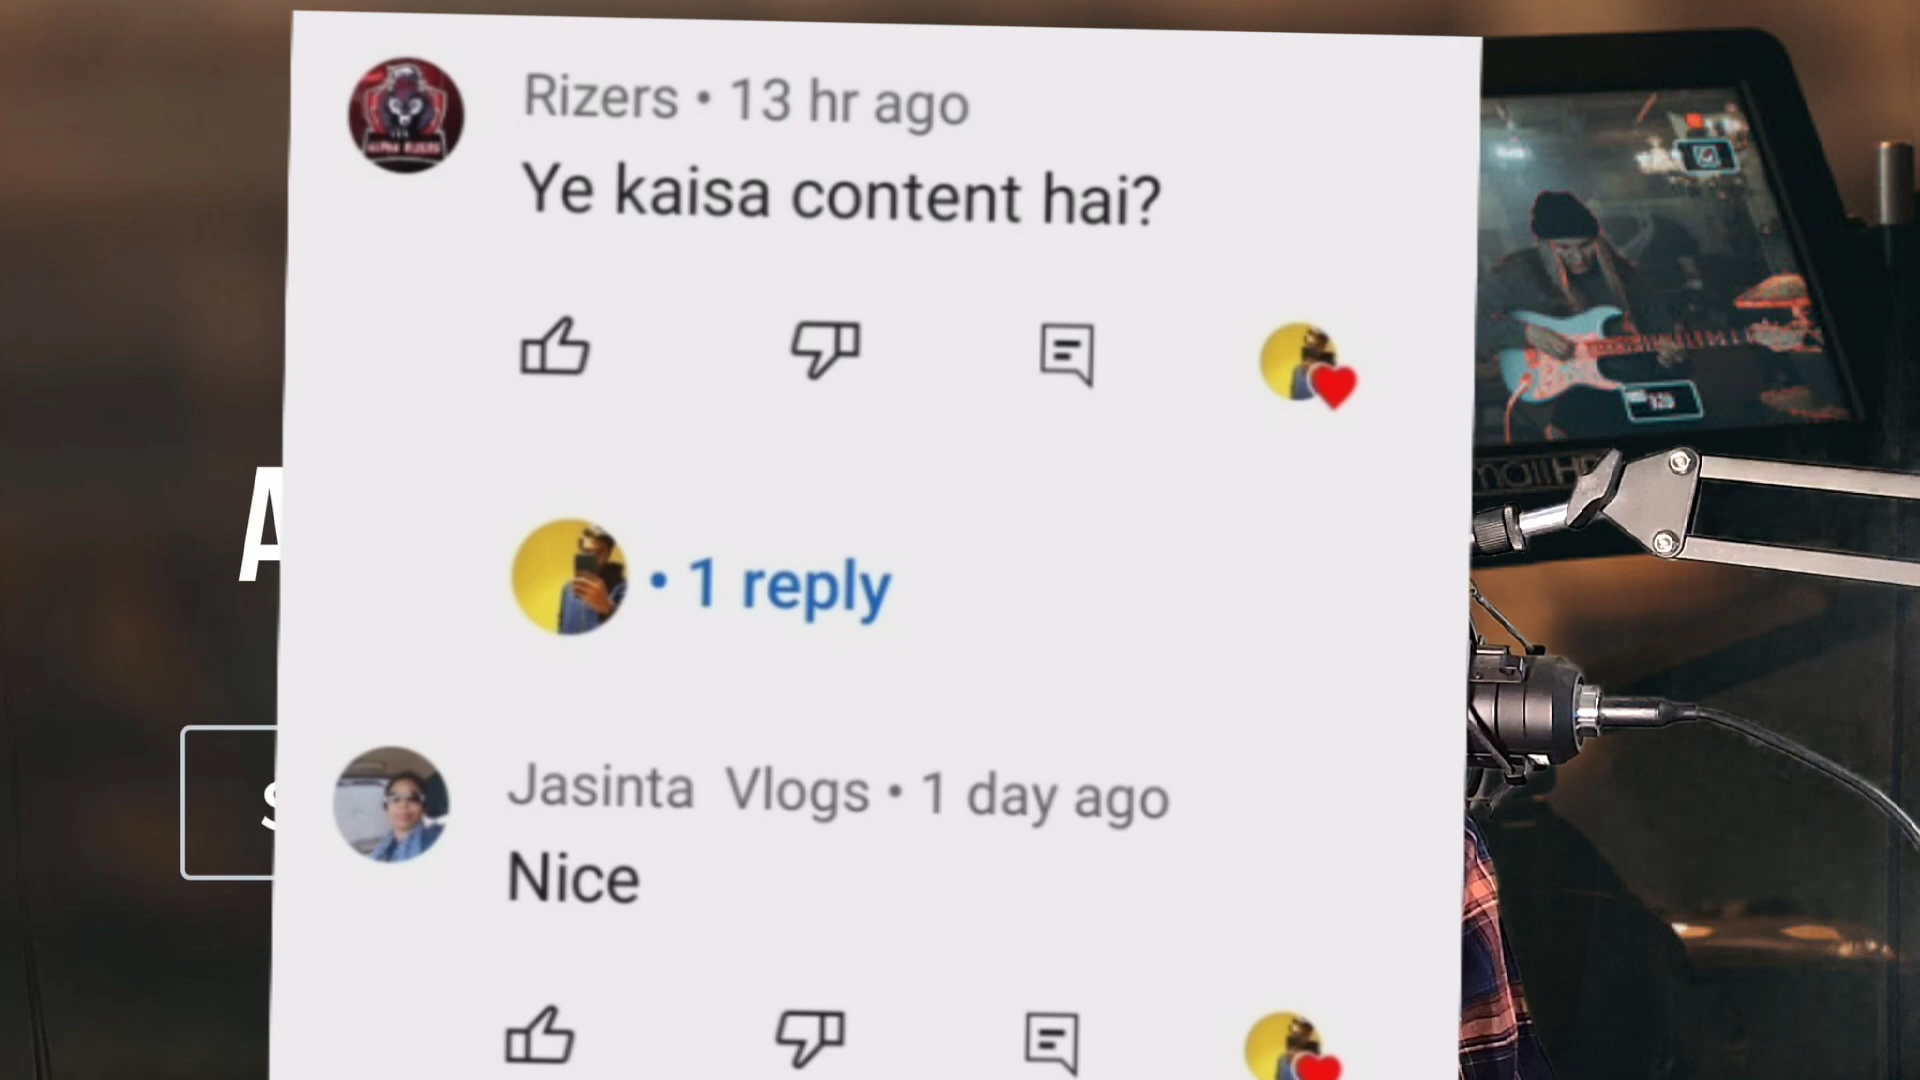 Rizers • 13 hr ago
Ye kaisa content hai?
• 1 reply
Jasinta Vlogs • 1 day ago
Nice
A
S